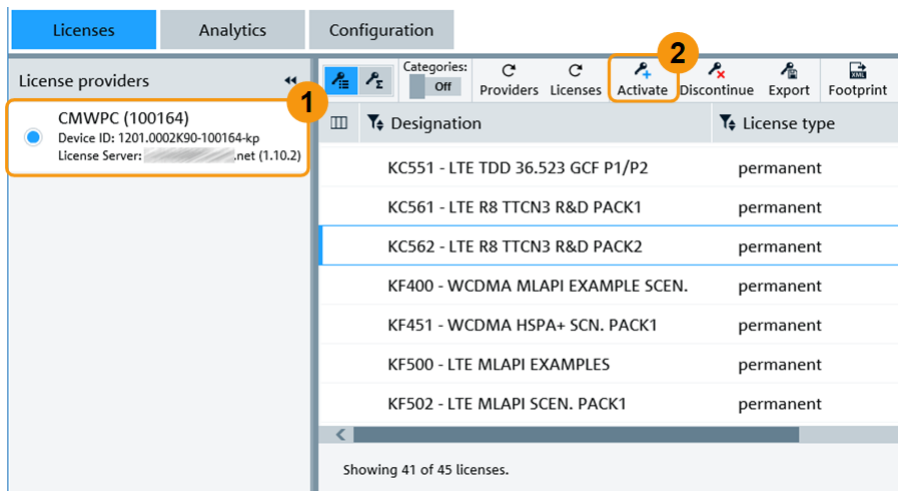 Licenses
Analytics
Configuration
License providers
1
CMWPC (100164)
Device ID: 1201.0002K90-100164-kp
License Server: .net (1.10.2)
Categories:
Off
Providers
Licenses
2
Activate
Discontinue
Export
XML
Footprint
Designation
License type
KC551 - LTE TDD 36.523 GCF P1/P2 permanent
KC561 - LTE R8 TTCN3 R&D PACK1 permanent
KC562 - LTE R8 TTCN3 R&D PACK2 permanent
KF400 - WCDMA MLAPI EXAMPLE SCEN. permanent
KF451 - WCDMA HSPA+ SCN. PACK1 permanent
KF500 - LTE MLAPI EXAMPLES permanent
KF502 - LTE MLAPI SCEN. PACK1 permanent
Showing 41 of 45 licenses.